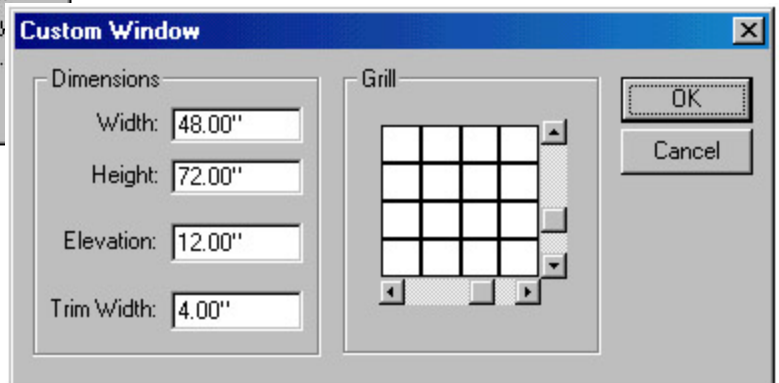 Custom Window
Dimensions
Width: 48.00"
Height: 72.00"
Elevation: 12.00"
Trim Width: 4.00"
Grill
OK
Cancel